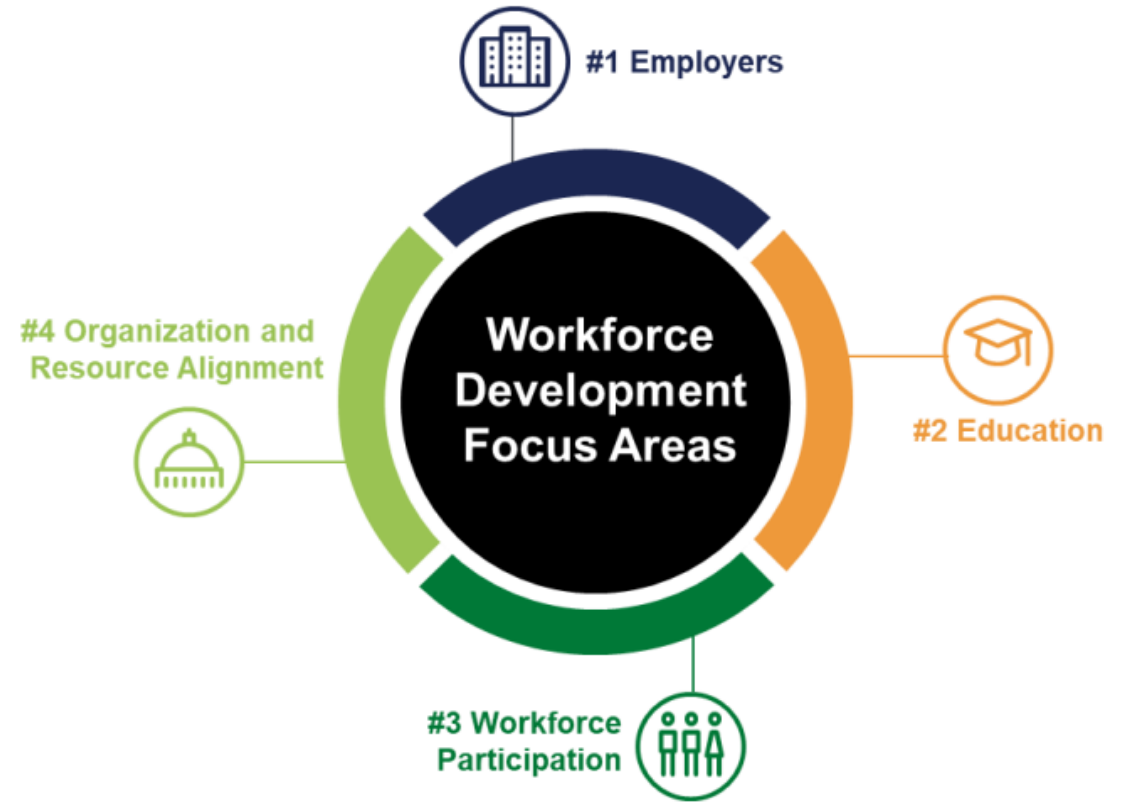 #1 Employers
Workforce
Development
Focus Areas
#2 Education
#3 Workforce
Participation
#4 Organization and
Resource Alignment